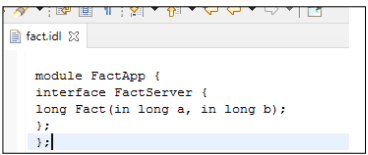 fact.idl
module FactApp {
interface FactServer {
long Fact(in long a, in long b);
};
};